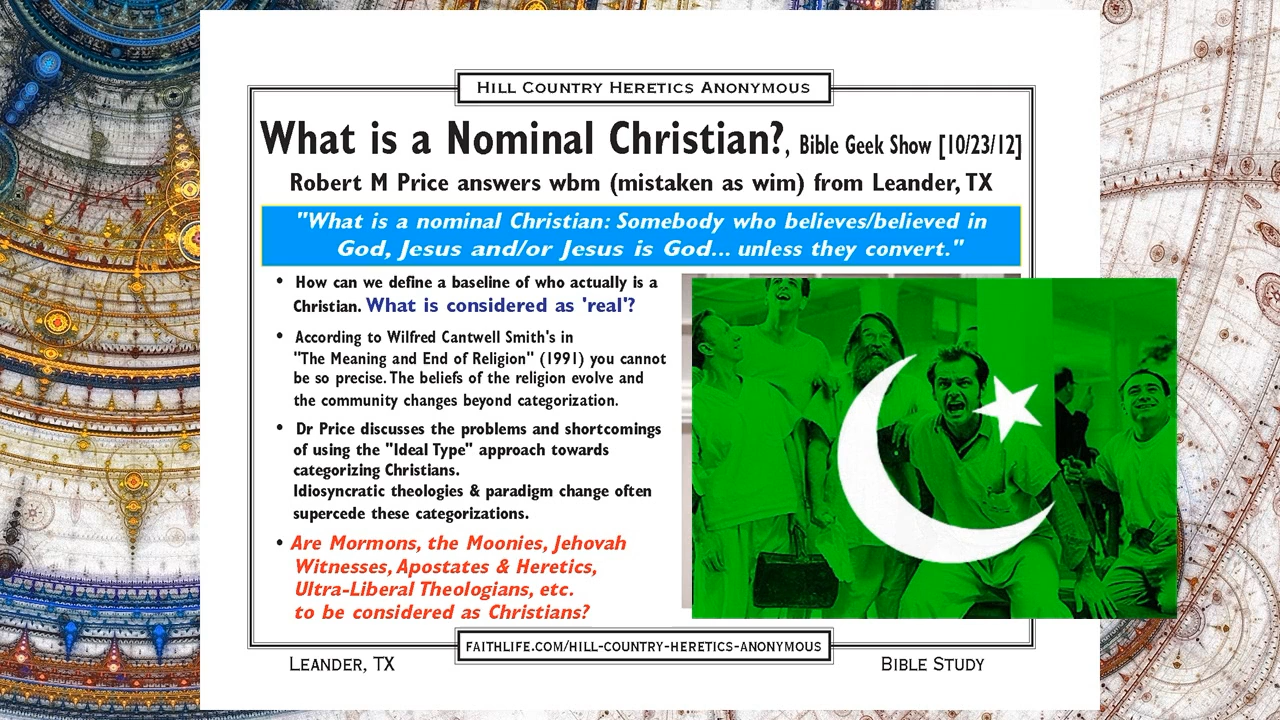 HILL COUNTRY HERETICS ANONYMOUS
What is a Nominal Christian?, Bible Geek Show [10/23/12]
Robert M Price answers wbm (mistaken as wim) from Leander, TX
"What is a nominal Christian: Somebody who believes/believed in
God, Jesus and/or Jesus is God... unless they convert."
• How can we define a baseline of who actually is a
Christian. What is considered as 'real'?
• According to Wilfred Cantwell Smith's in
"The Meaning and End of Religion" (1991) you cannot
be so precise. The beliefs of the religion evolve and
the community changes beyond categorization.
• Dr Price discusses the problems and shortcomings
of using the "Ideal Type" approach towards
categorizing Christians.
Idiosyncratic theologies & paradigm change often
supercede these categorizations.
• Are Mormons, the Moonies, Jehovah
Witnesses, Apostates & Heretics,
Ultra-Liberal Theologians, etc.
to be considered as Christians?
FAITHLIFE.COM/HILL-COUNTRY-HERETICS-ANONYMOUS
LEANDER, TX
BIBLE STUDY